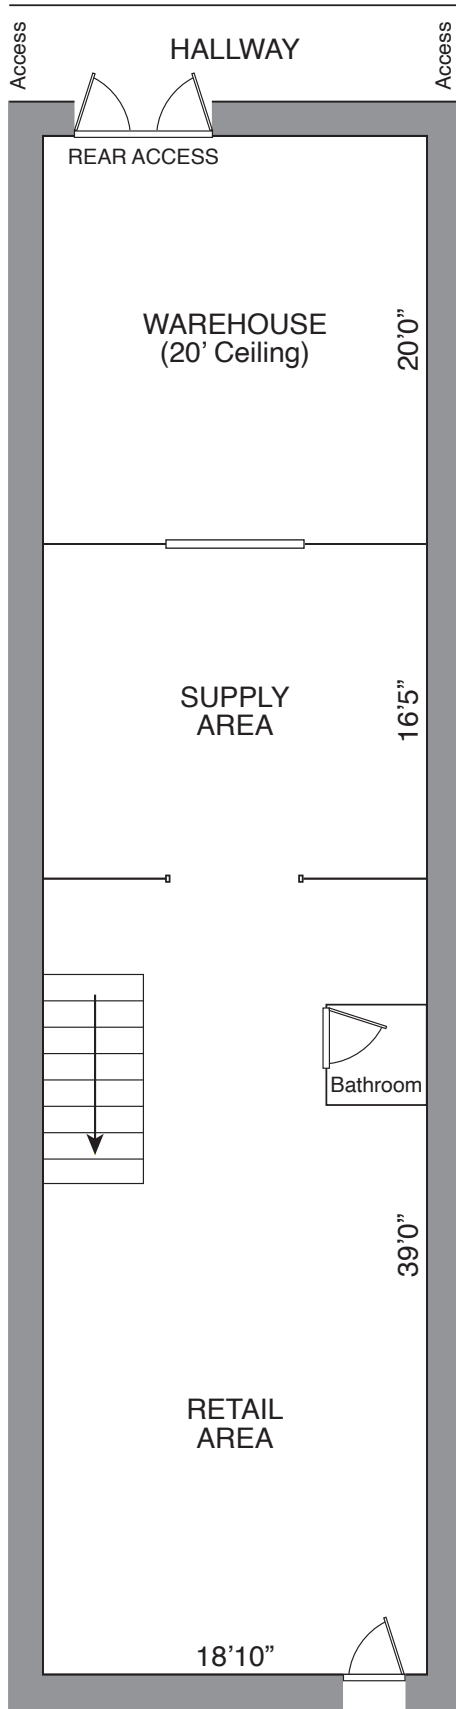 Access
HALLWAY
Access
REAR ACCESS
WAREHOUSE
(20’ Ceiling)
20’0”
SUPPLY
AREA
16’5”
Bathroom
39’0”
RETAIL
AREA
18’10”